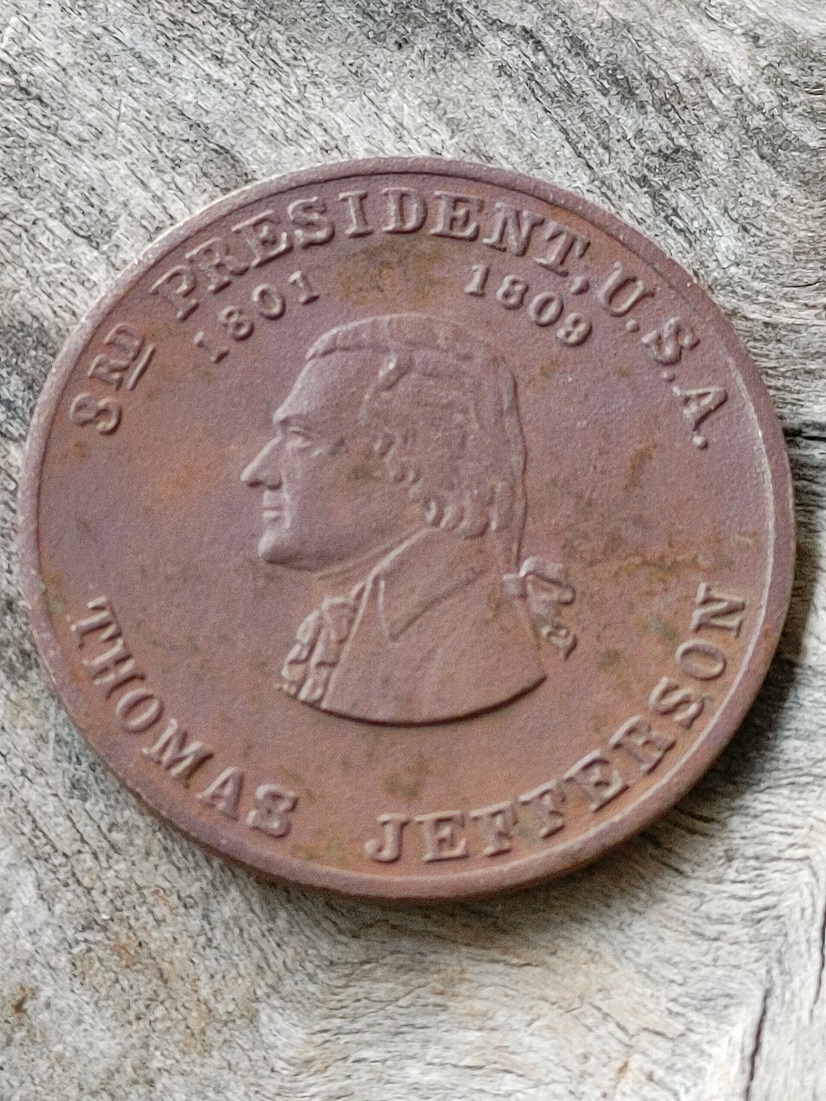 3RD PRESIDENT, U.S.A.
1801 1809
THOMAS JEFFERSON